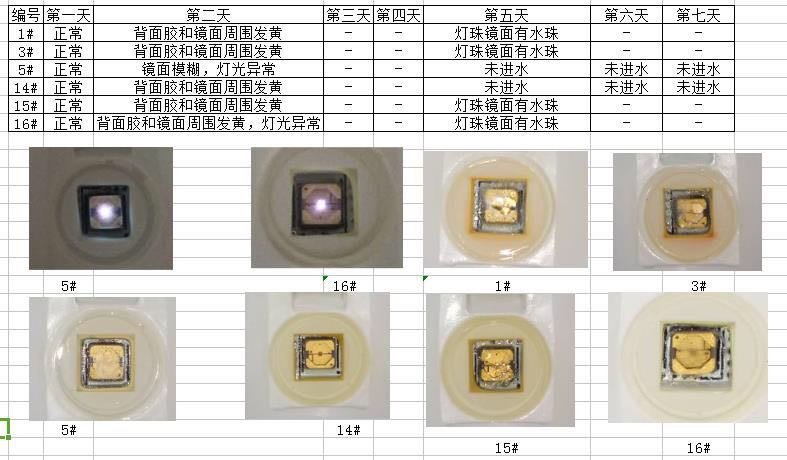 编号 第一天 第二天 第三天 第四天 第五天 第六天 第七天
1# 正常 背面胶和镜面周围发黄 - - 灯珠镜面有水珠 - -
3# 正常 背面胶和镜面周围发黄 - - 灯珠镜面有水珠 - -
5# 正常 镜面模糊，灯光异常 - - 未进水 未进水 未进水
14# 正常 背面胶和镜面周围发黄 - - 未进水 未进水 未进水
15# 正常 背面胶和镜面周围发黄 - - 灯珠镜面有水珠 - -
16# 正常 背面胶和镜面周围发黄，灯光异常 - - 灯珠镜面有水珠 - -
5# 16# 1# 3#
5# 14#
15# 16#